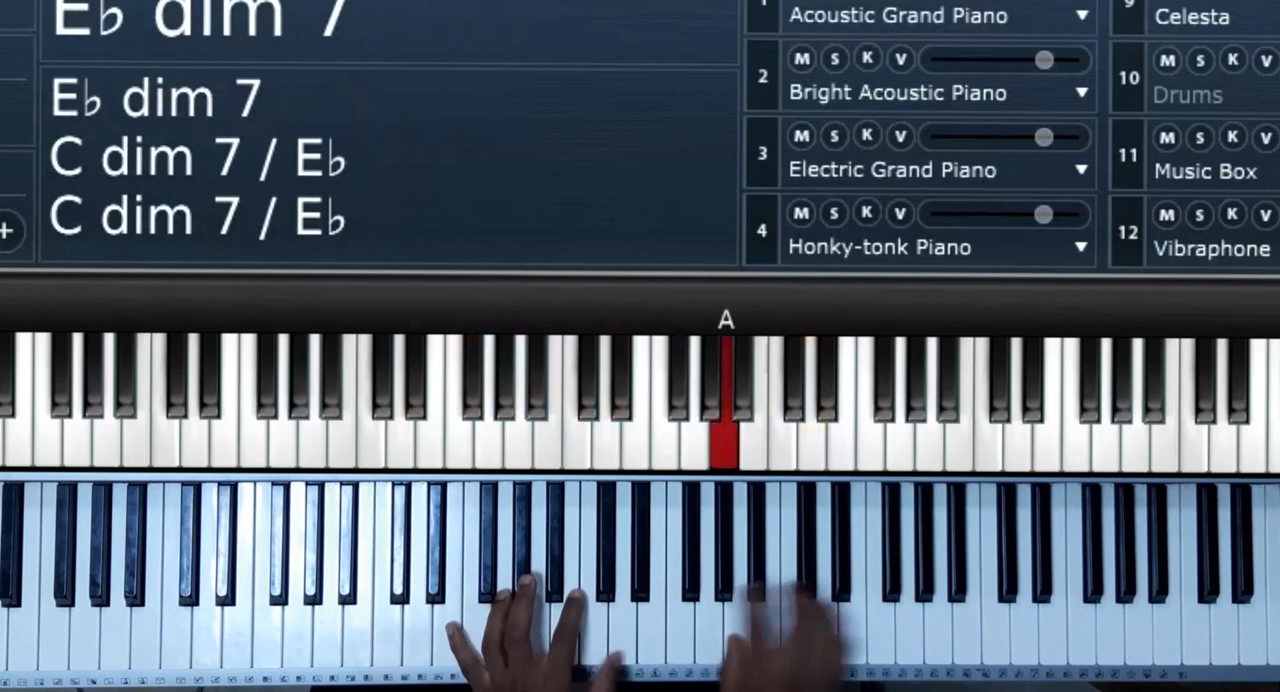 E♭ dim 7
E♭ dim 7
C dim 7 / E♭
C dim 7 / E♭
+
Acoustic Grand Piano
2 M S K V
Bright Acoustic Piano
3 M S K V
Electric Grand Piano
4 M S K V
Honky-tonk Piano
9
Celesta
10 M S K V
Drums
11 M S K V
Music Box
12 M S K V
Vibraphone
A